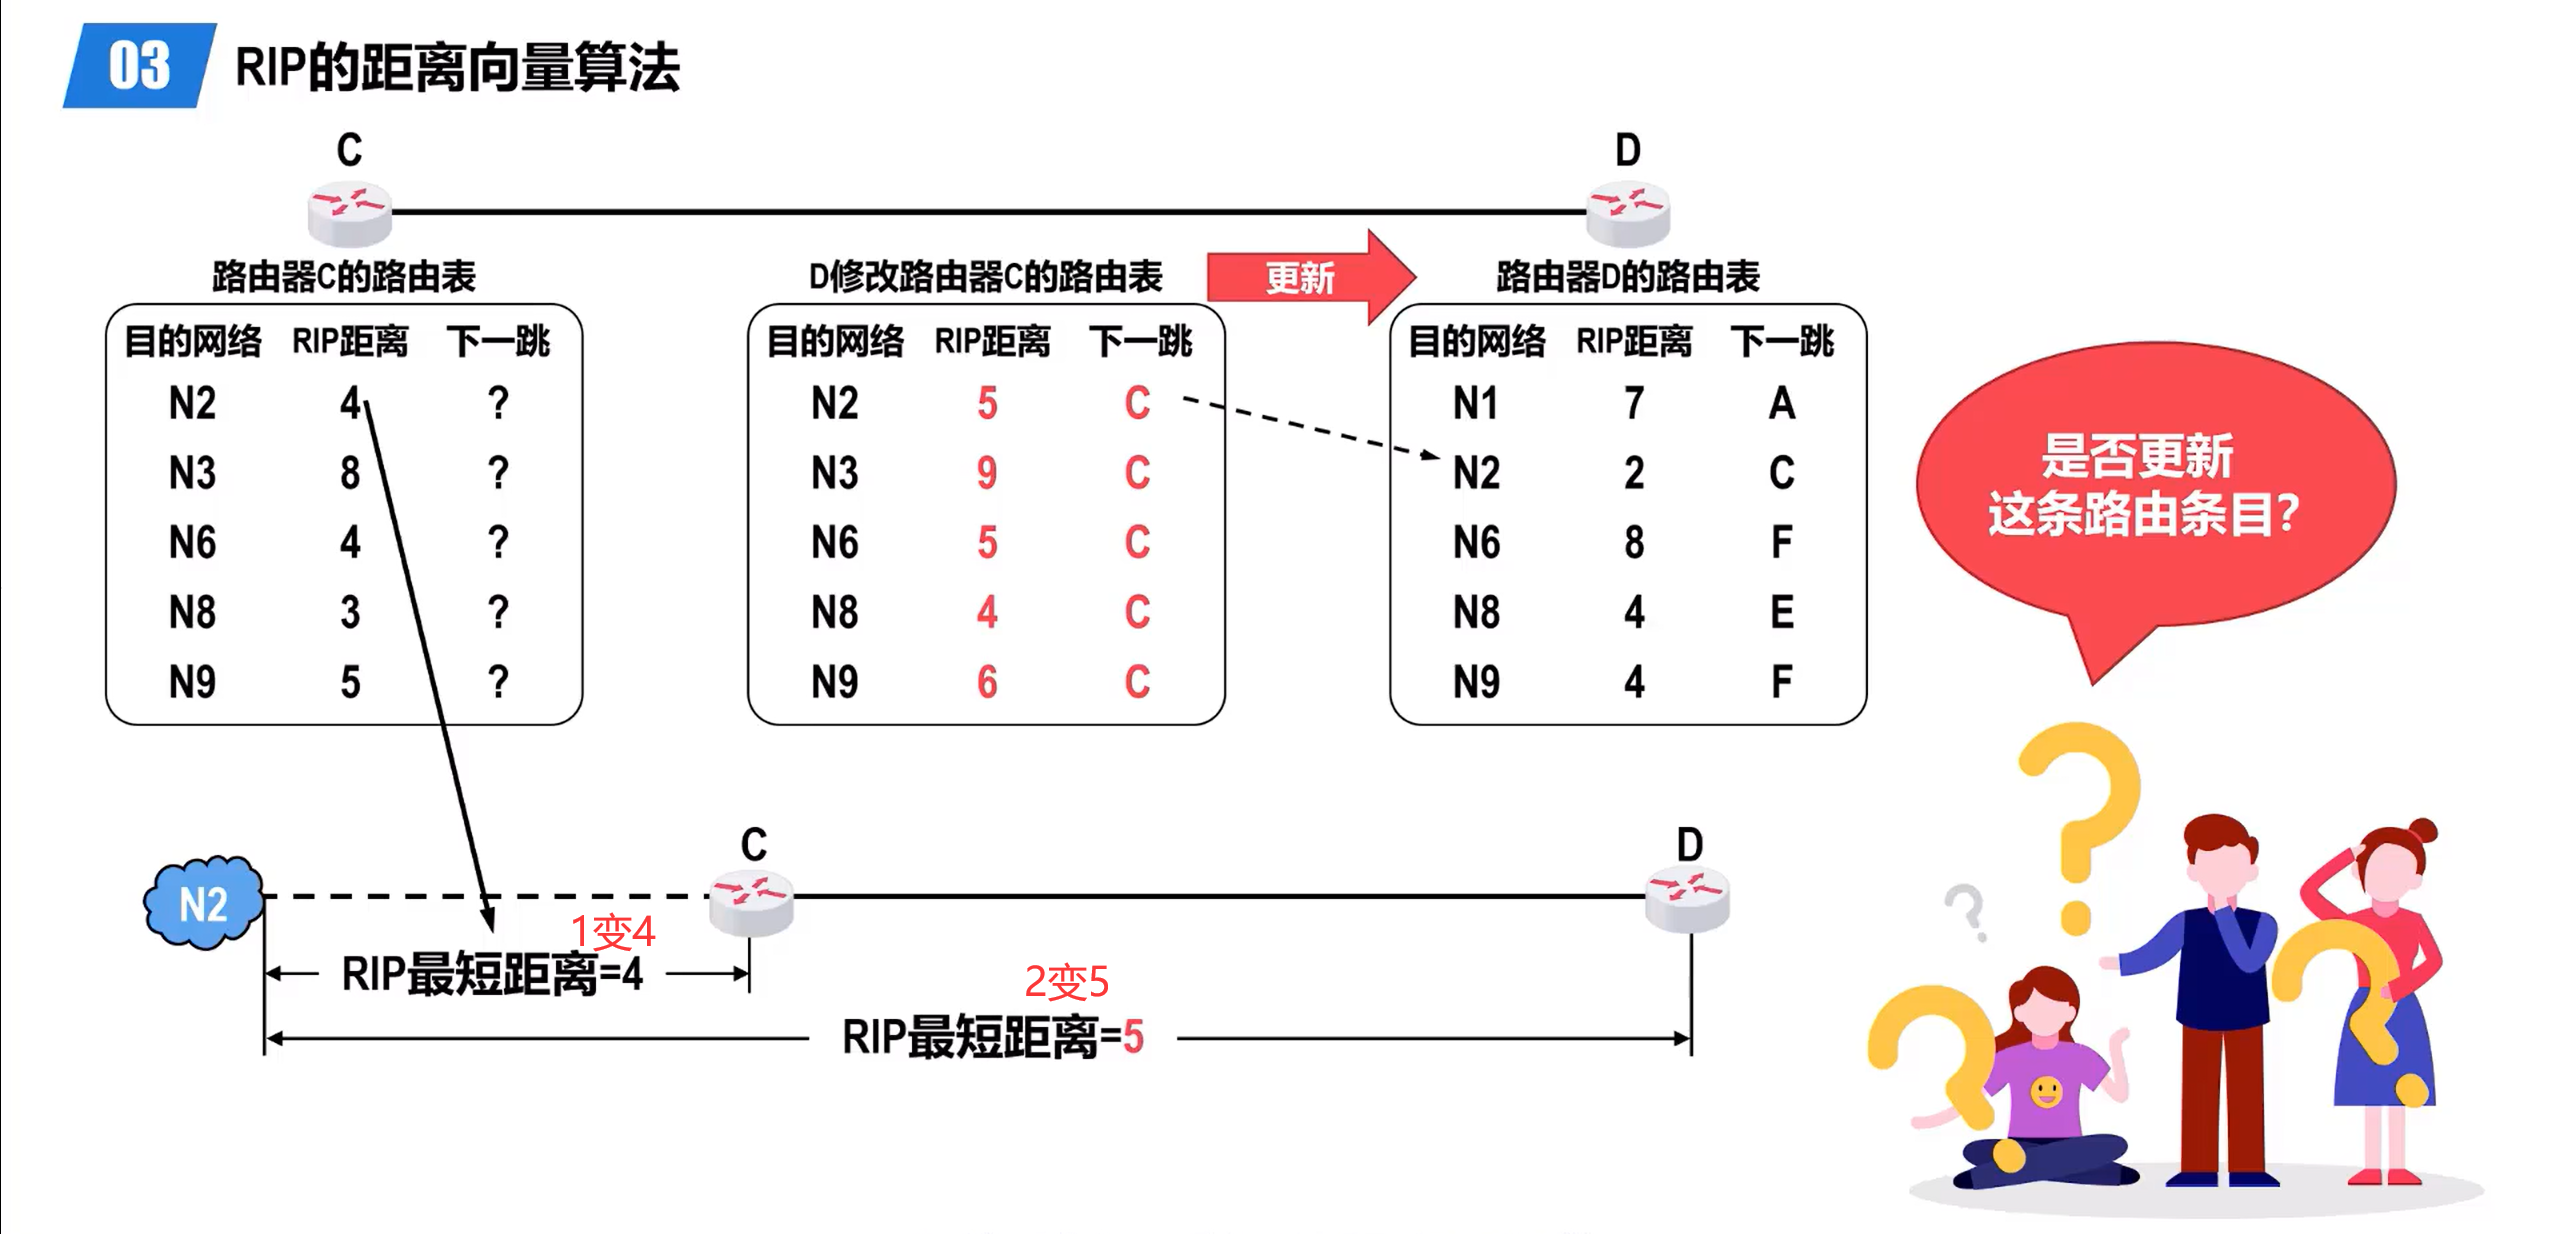 03 RIP的距离向量算法
C D
路由器C的路由表 D修改路由器C的路由表 更新 路由器D的路由表
目的网络 RIP距离 下一跳 目的网络 RIP距离 下一跳 目的网络 RIP距离 下一跳
N2 4 ? N2 5 C N1 7 A
N3 8 ? N3 9 C N2 2 C
N6 4 ? N6 5 C N6 8 F
N8 3 ? N8 4 C N8 4 E
N9 5 ? N9 6 C N9 4 F
是否更新
这条路由条目?
C D
N2
1变4
RIP最短距离=4
2变5
RIP最短距离=5